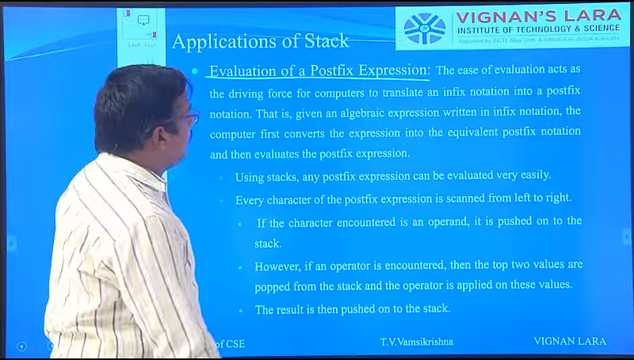 VIGNAN'S LARA
INSTITUTE OF TECHNOLOGY & SCIENCE
Applications of Stack
Evaluation of a Postfix Expression: The ease of evaluation acts as
the driving force for computers to translate an infix notation into a postfix
notation. That is, given an algebraic expression written in infix notation, the
computer first converts the expression into the equivalent postfix notation
and then evaluates the postfix expression.
Using stacks, any postfix expression can be evaluated very easily.
Every character of the postfix expression is scanned from left to right.
If the character encountered is an operand, it is pushed on to the
stack.
However, if an operator is encountered, then the top two values are
popped from the stack and the operator is applied on these values.
The result is then pushed on to the stack.
of CSE T.V.Vamsikrishna VIGNAN LARA